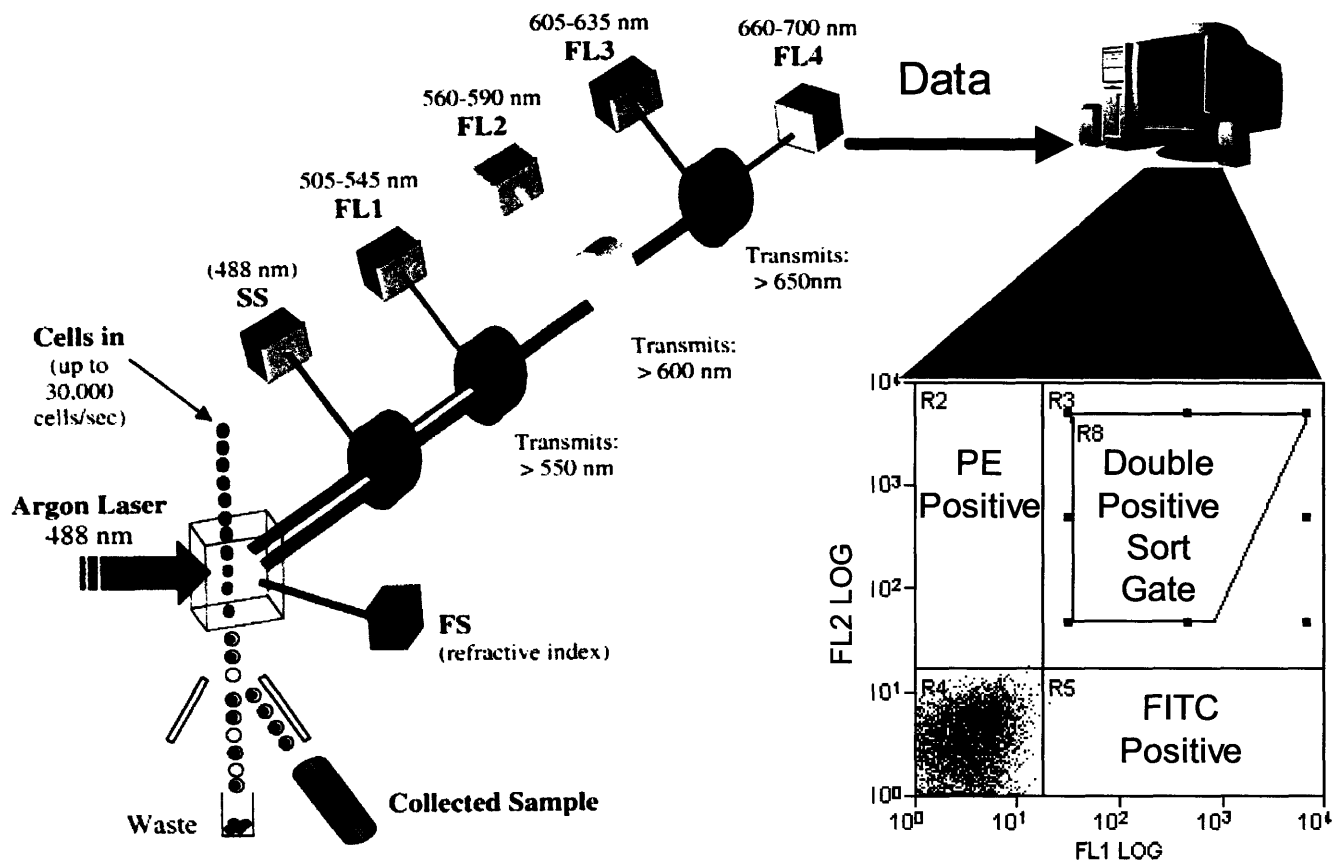 605-635 nm
FL3
660-700 nm
FL4
Data
560-590 nm
FL2
505-545 nm
FL1
(488 nm)
SS
Transmits:
> 650nm
Cells in
(up to
30,000
cells/sec)
Transmits:
> 600 nm
Transmits:
> 550 nm
Argon Laser
488 nm
FS
(refractive index)
Waste
Collected Sample
10⁴
10³
10²
10¹
10⁰
FL2 LOG
R2
PE
Positive
R3
R8
Double
Positive
Sort
Gate
R4
R5
FITC
Positive
10⁰
10¹
10²
10³
10⁴
FL1 LOG